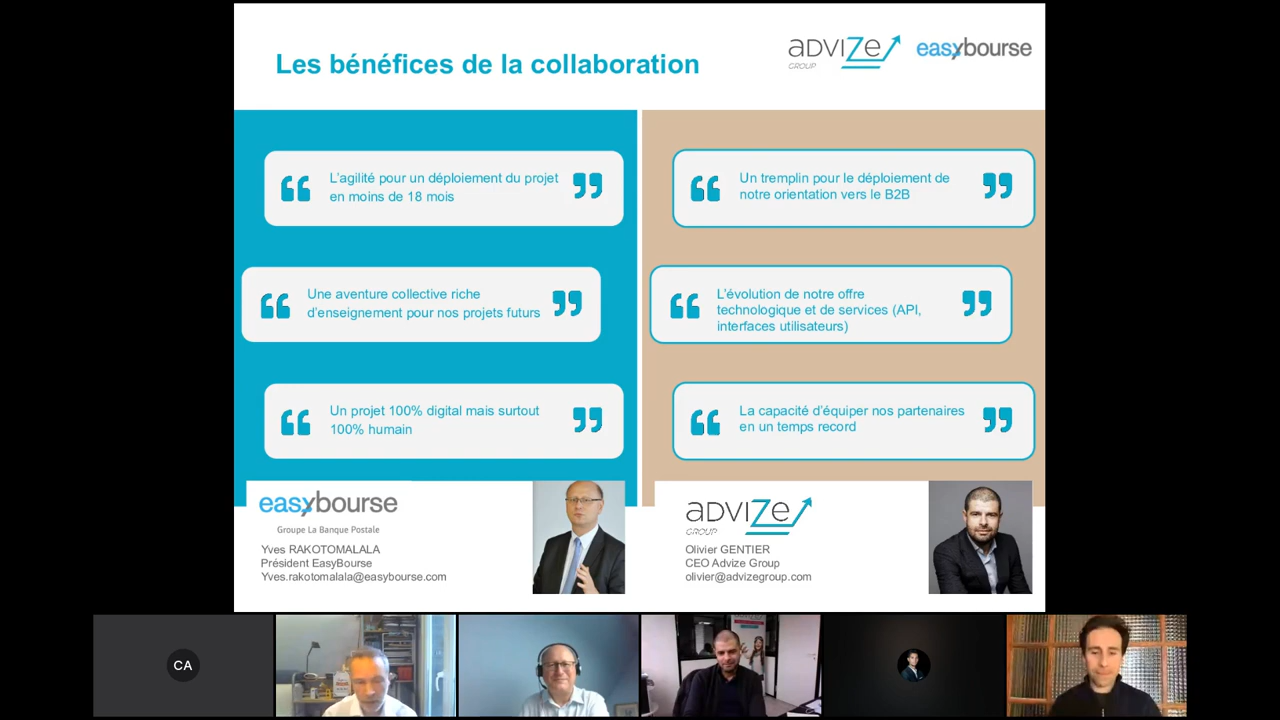 Les bénéfices de la collaboration
adviZe
GROUP
easybourse
L'agilité pour un déploiement du projet
en moins de 18 mois
Une aventure collective riche
d'enseignement pour nos projets futurs
Un projet 100% digital mais surtout
100% humain
Un tremplin pour le déploiement de
notre orientation vers le B2B
L'évolution de notre offre
technologique et de services (API,
interfaces utilisateurs)
La capacité d'équiper nos partenaires
en un temps record
easybourse
Groupe La Banque Postale
Yves RAKOTOMALALA
Président EasyBourse
Yves.rakotomalala@easybourse.com
adviZe
GROUP
Olivier GENTIER
CEO Advize Group
olivier@advizegroup.com
CA